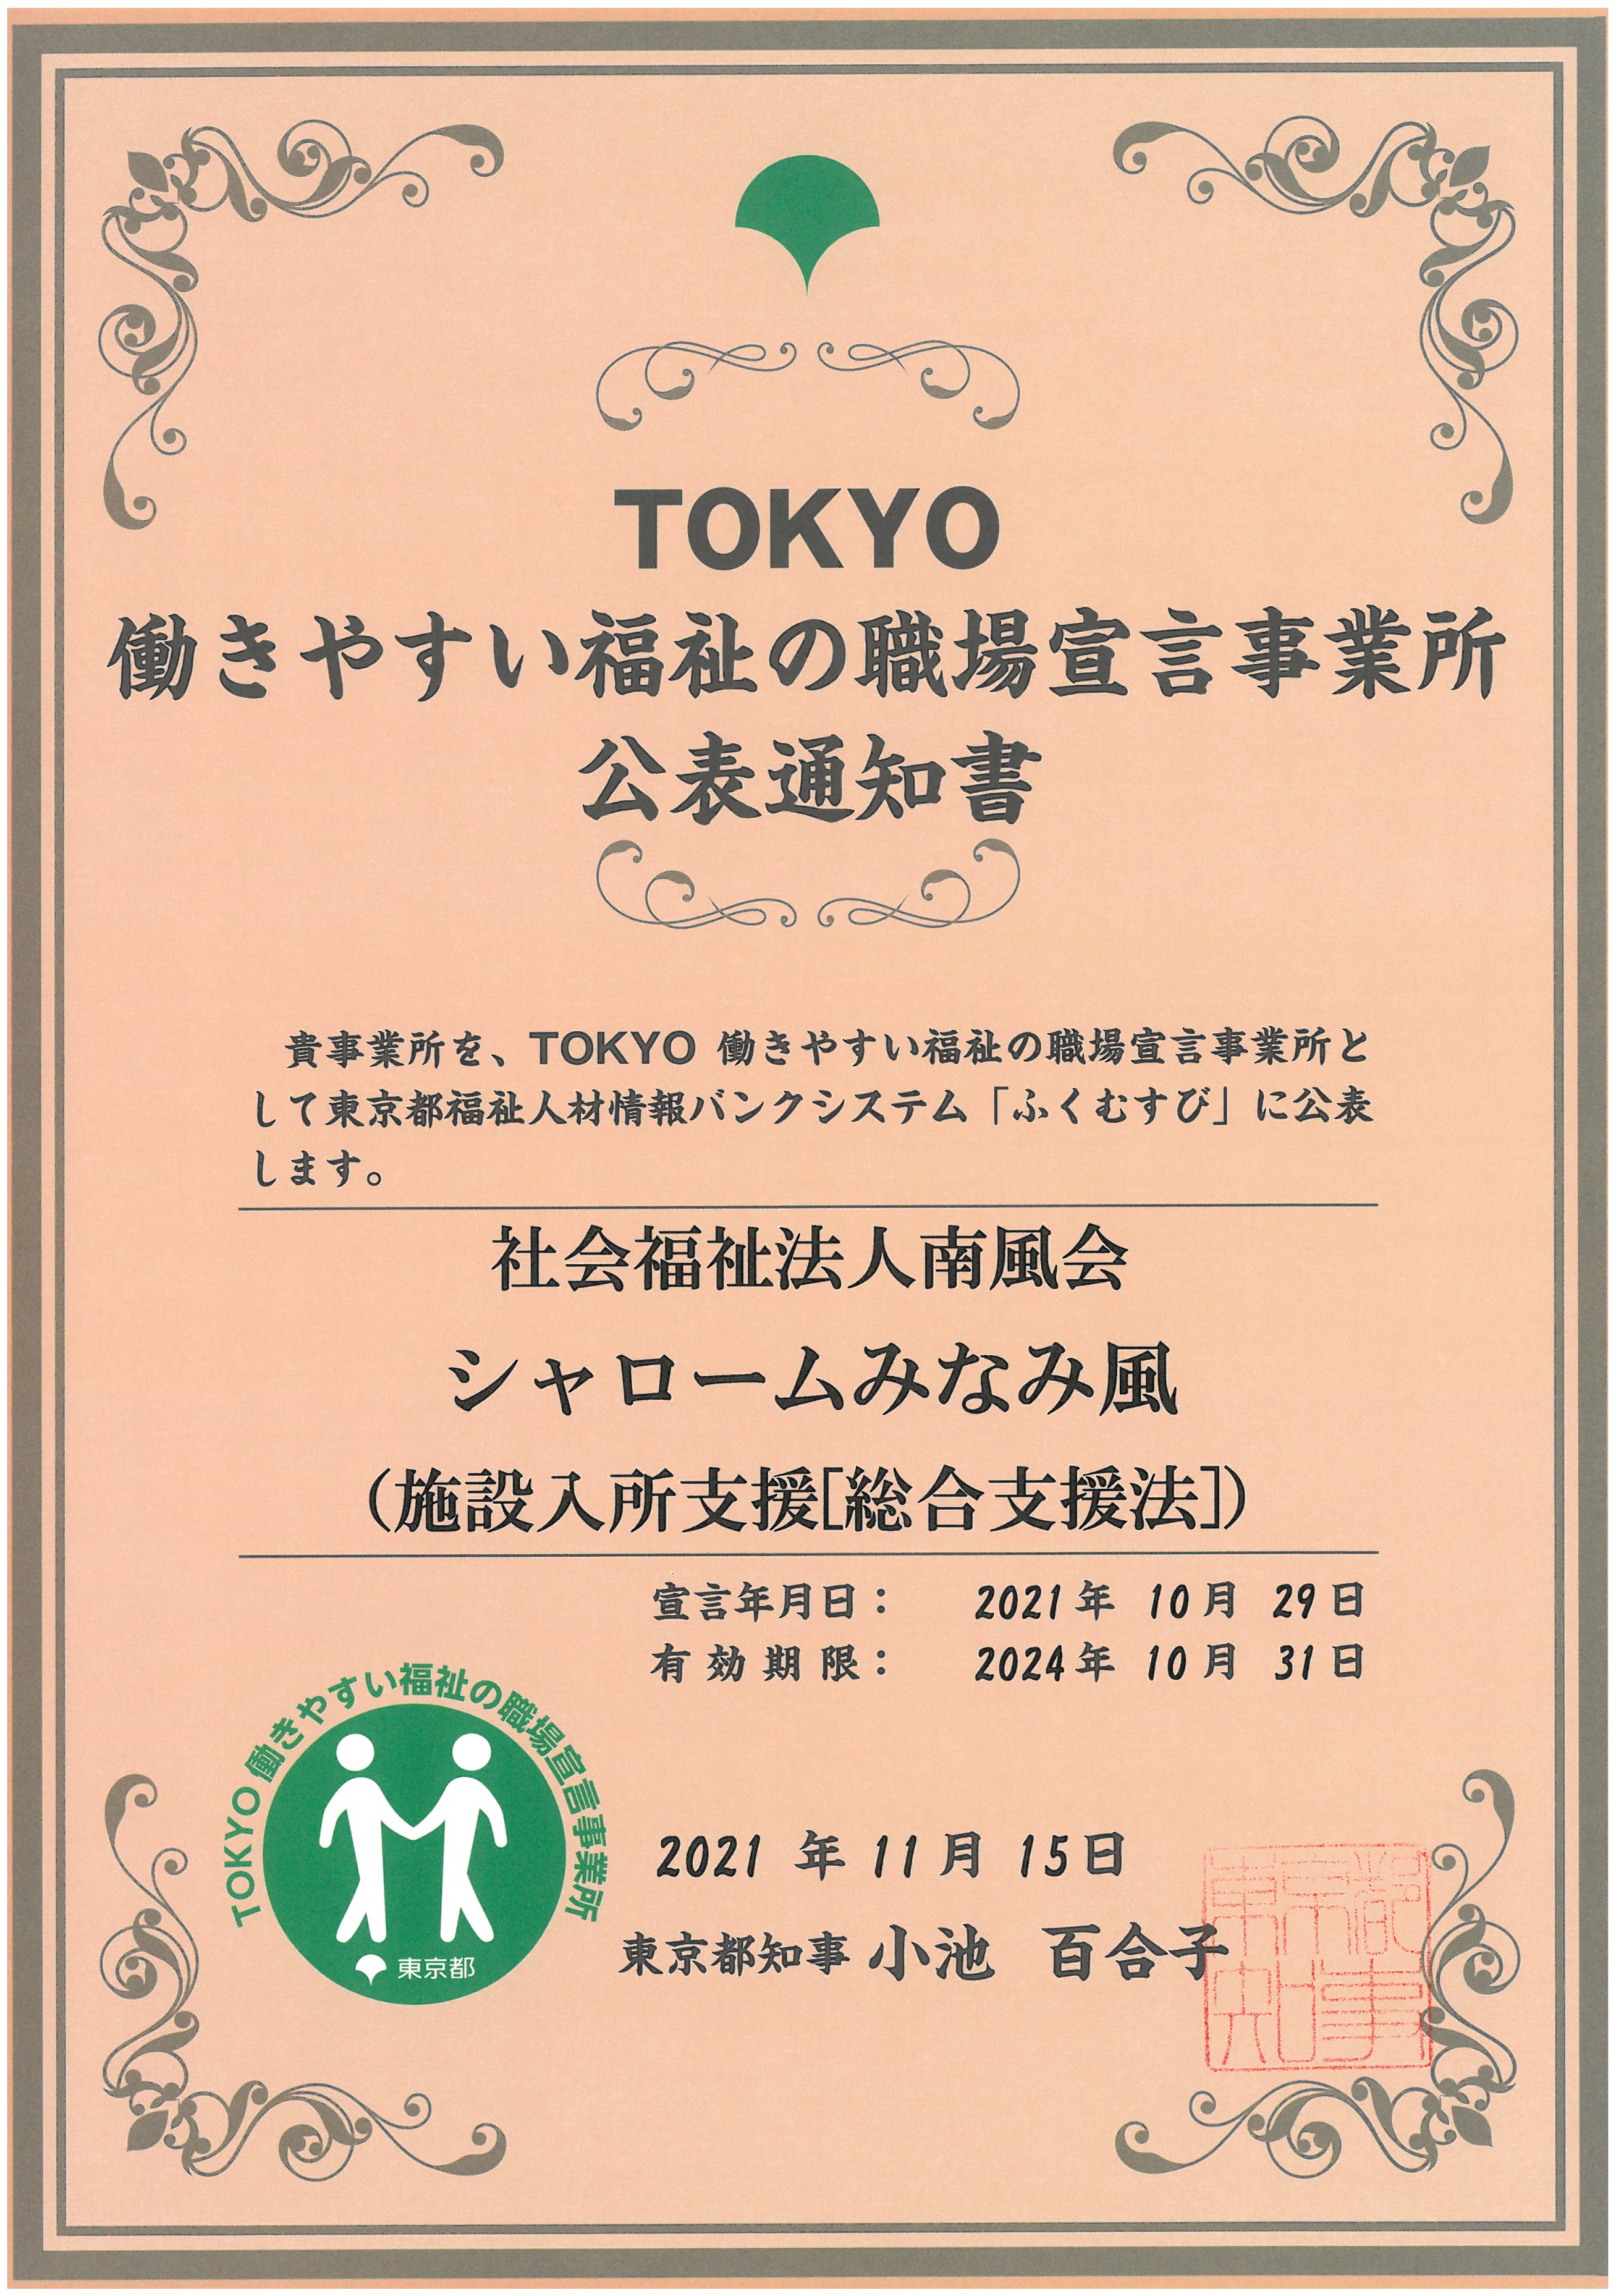 TOKYO
働きやすい福祉の職場宣言事業所
公表通知書
貴事業所を、TOKYO 働きやすい福祉の職場宣言事業所と
して東京都福祉人材情報バンクシステム「ふくむすび」に公表
します。
社会福祉法人南風会
シャロームみなみ風
(施設入所支援[総合支援法])
宣言年月日： 2021年 10月 29日
有効期限： 2024年 10月 31日
TOKYO 働きやすい福祉の職場宣言事業所
東京都
2021 年 11月 15日
東京都知事 小池 百合子
東京都
知事